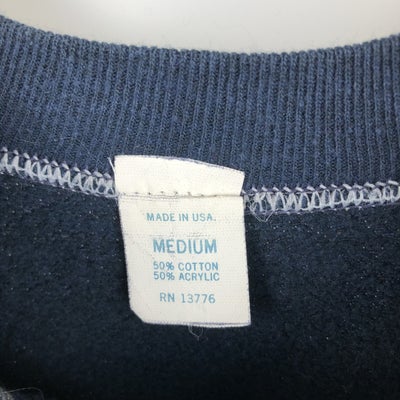 MADE IN USA.
MEDIUM
50% COTTON
50% ACRYLIC
RN 13776